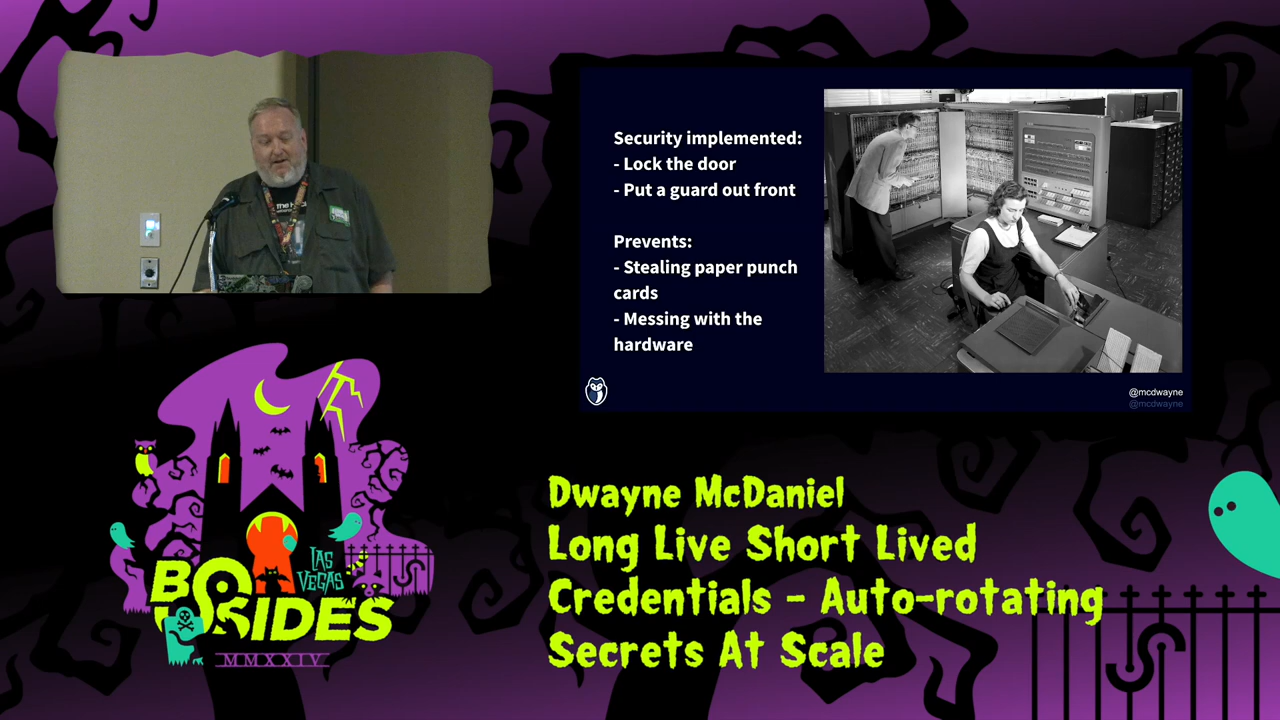 Security implemented:
- Lock the door
- Put a guard out front
Prevents:
- Stealing paper punch
cards
- Messing with the
hardware
@mcdwayne
@mcdwayne
LAS
VEGAS
BSIDES
MMXXIV
Dwayne McDaniel
Long Live Short Lived
Credentials - Auto-rotating
Secrets At Scale